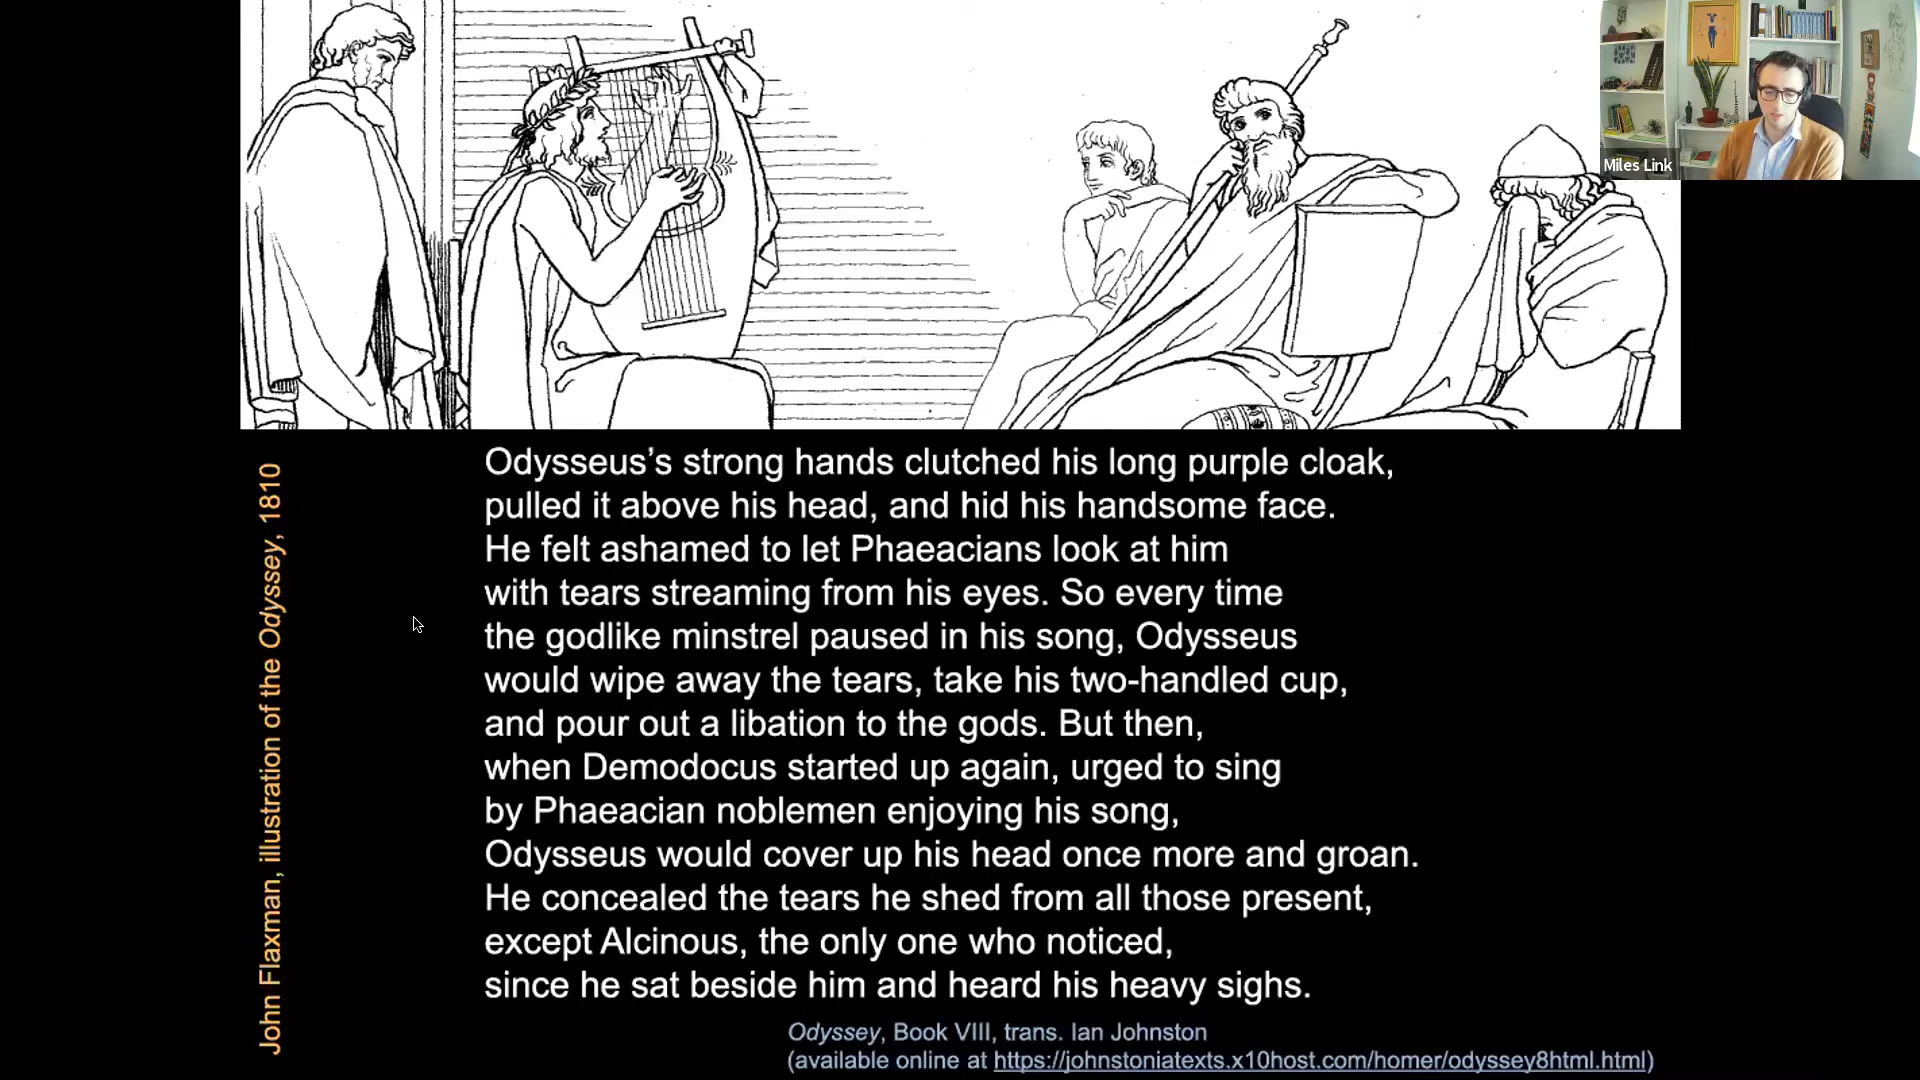 Miles Link
Odysseus’s strong hands clutched his long purple cloak,
pulled it above his head, and hid his handsome face.
He felt ashamed to let Phaeacians look at him
with tears streaming from his eyes. So every time
the godlike minstrel paused in his song, Odysseus
would wipe away the tears, take his two-handled cup,
and pour out a libation to the gods. But then,
when Demodocus started up again, urged to sing
by Phaeacian noblemen enjoying his song,
Odysseus would cover up his head once more and groan.
He concealed the tears he shed from all those present,
except Alcinous, the only one who noticed,
since he sat beside him and heard his heavy sighs.
John Flaxman, illustration of the Odyssey, 1810
Odyssey, Book VIII, trans. Ian Johnston
(available online at https://johnstoniatexts.x10host.com/homer/odyssey8html.html)